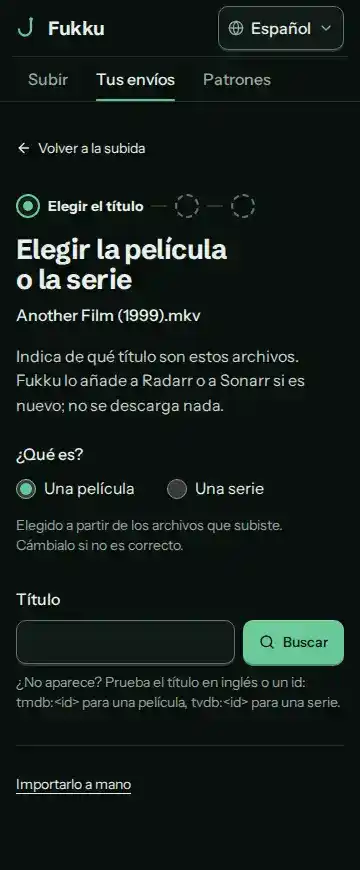 Fukku
Español
Subir
Tus envíos
Patrones
Volver a la subida
Elegir el título
Elegir la película
o la serie
Another Film (1999).mkv
Indica de qué título son estos archivos.
Fukku lo añade a Radarr o a Sonarr si es
nuevo; no se descarga nada.
¿Qué es?
Una película
Una serie
Elegido a partir de los archivos que subiste.
Cámbialo si no es correcto.
Título
Buscar
¿No aparece? Prueba el título en inglés o un id:
tmdb:<id> para una película, tvdb:<id> para una serie.
Importarlo a mano